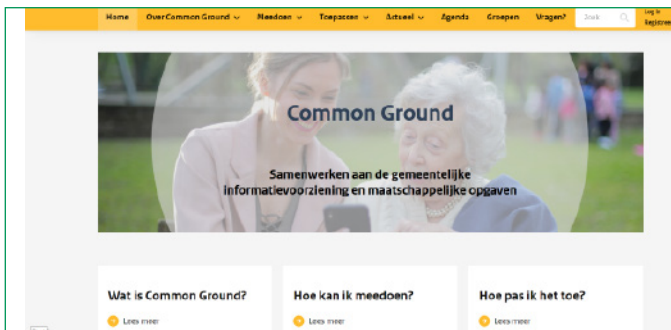 Home Over Common Ground Meedoen Toepassen Actueel Agenda Groepen Vragen? Zoek Log in
Registreer
Common Ground
Samenwerken aan de gemeentelijke
informatievoorziening en maatschappelijke opgaven
Wat is Common Ground? Hoe kan ik meedoen? Hoe pas ik het toe?
Lees meer Lees meer Lees meer